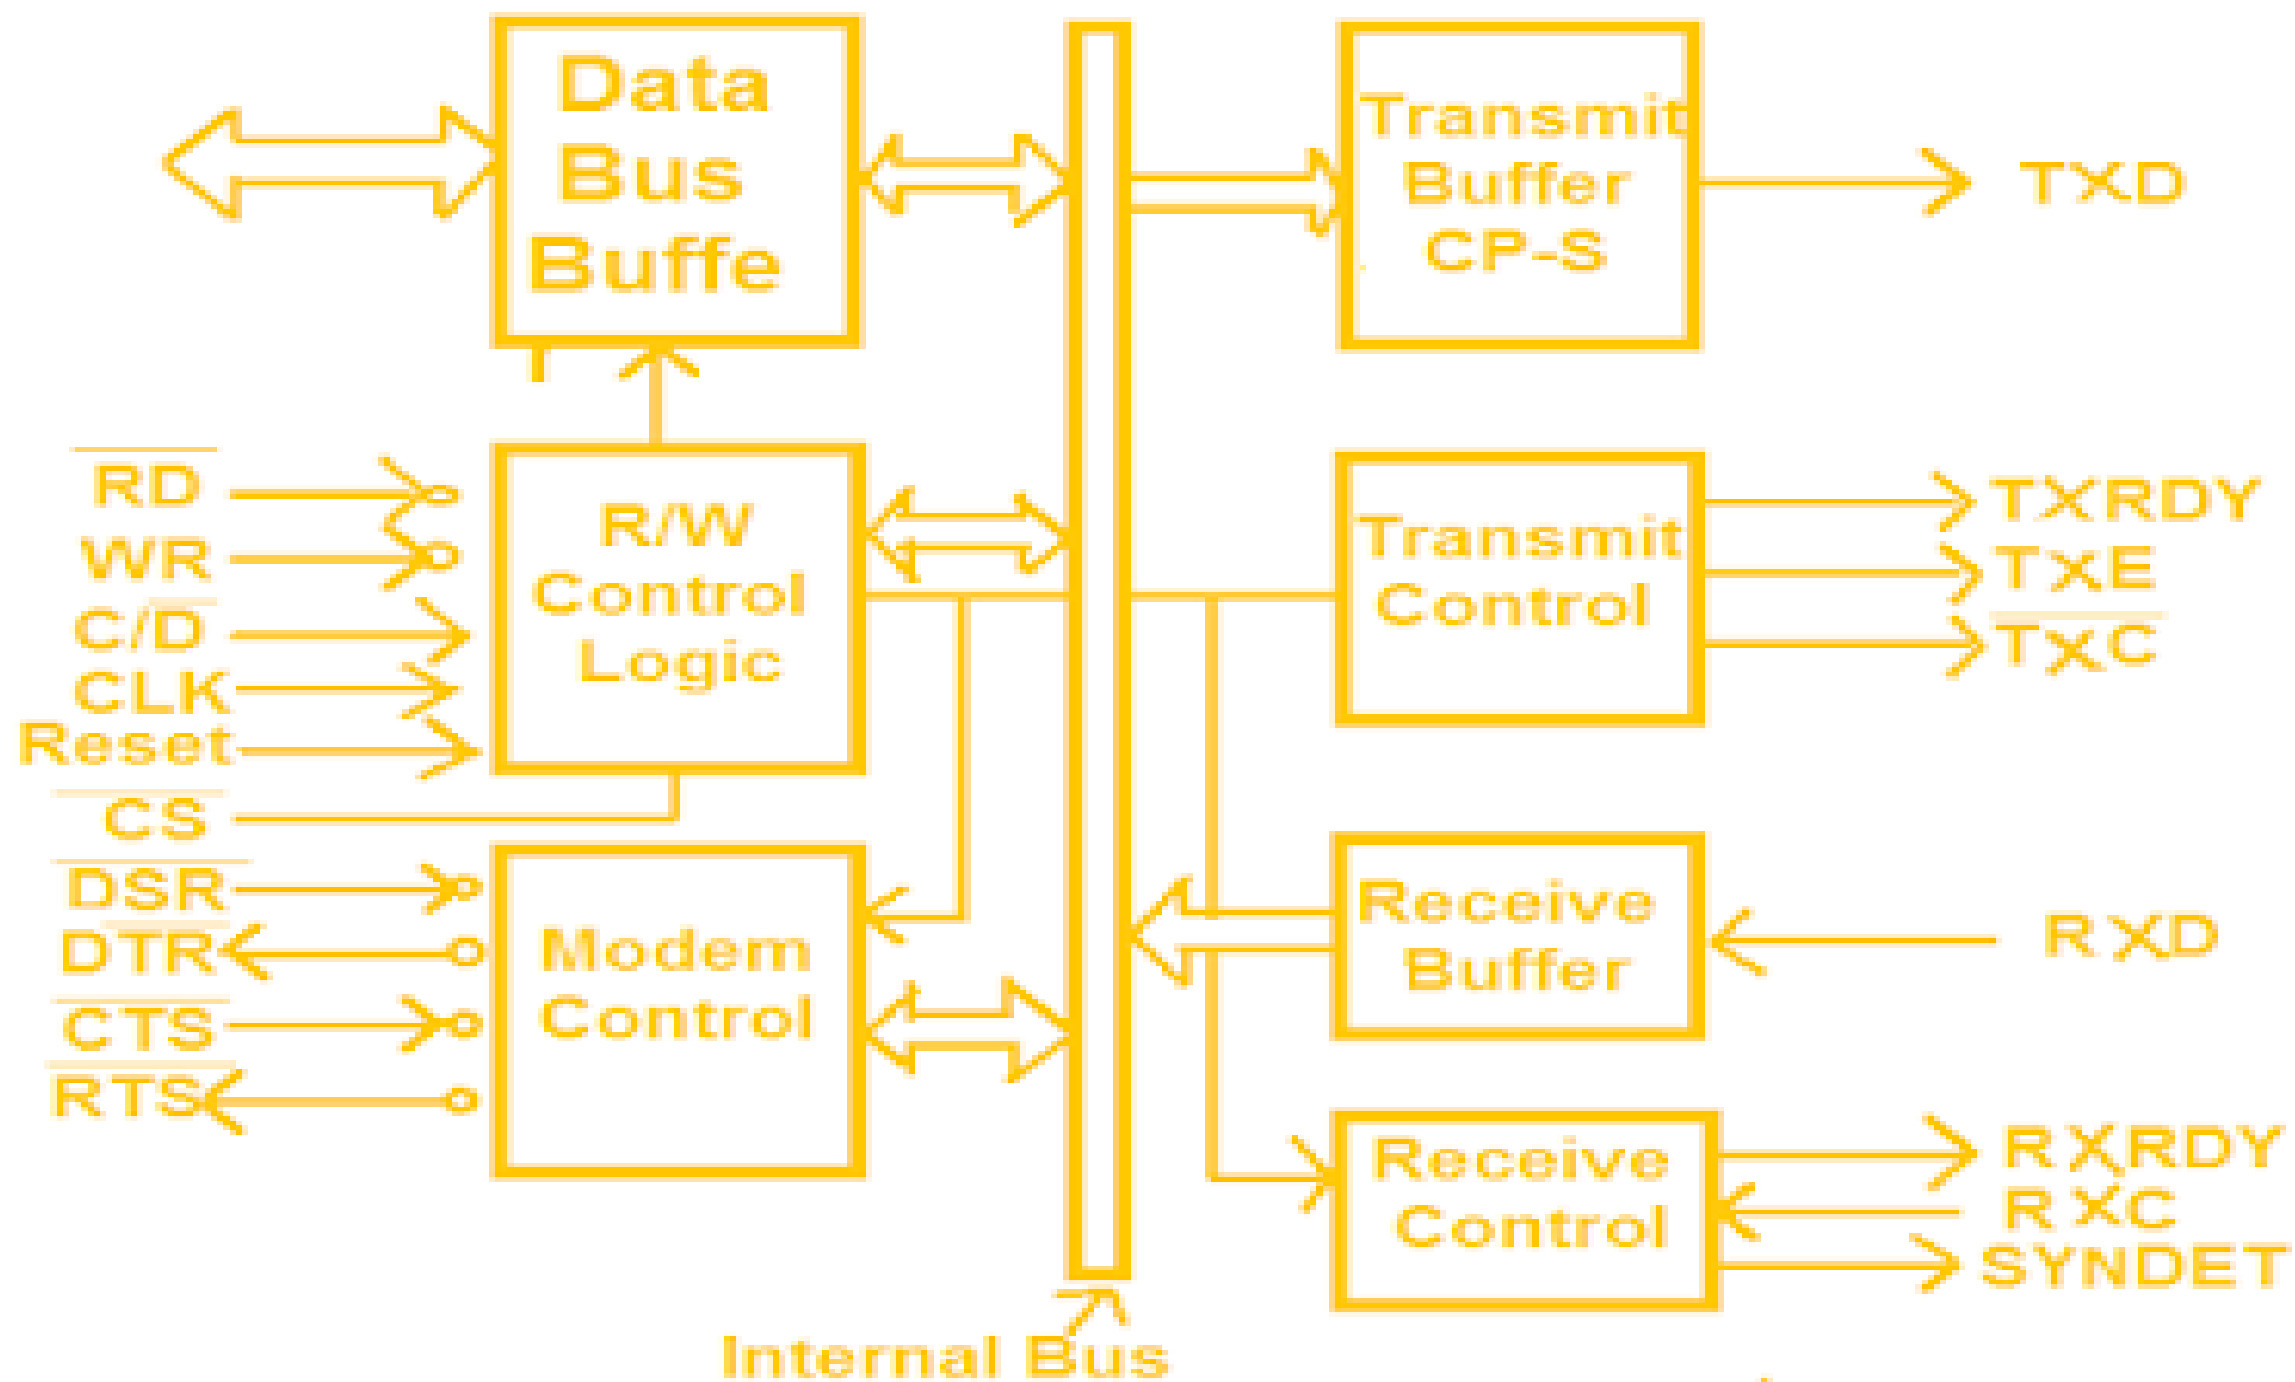 Data
Bus
Buffe
r
Transmit
Buffer
CP-S
TXD
RD
WR
C/D
CLK
Reset
CS
R/W
Control
Logic
Transmit
Control
TXRDY
TXE
TXC
DSR
DTR
CTS
RTS
Modem
Control
Receive
Buffer
RXD
Receive
Control
RXRDY
RXC
SYNDET
Internal Bus